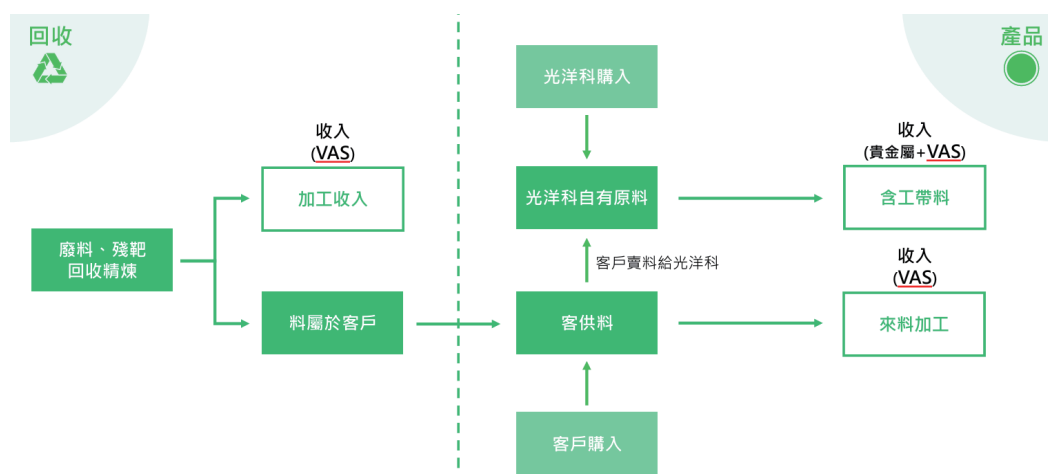 回收
產品
光洋科購入
收入
(VAS)
加工收入
光洋科自有原料
收入
(貴金屬+VAS)
含工帶料
廢料、殘靶
回收精煉
客戶賣料給光洋科
料屬於客戶
客供料
收入
(VAS)
來料加工
客戶購入